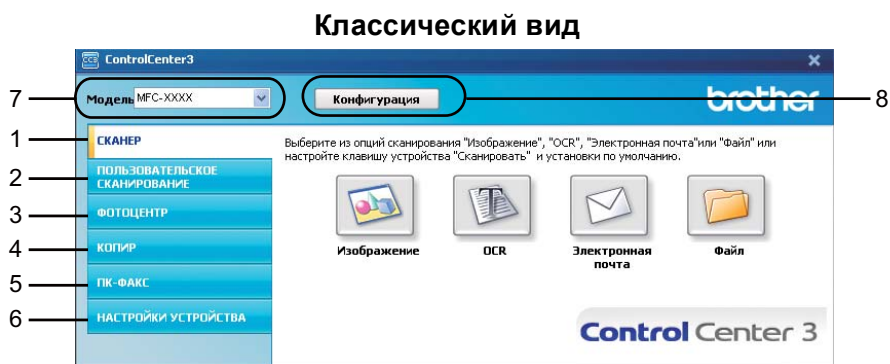 Классический вид
ControlCenter3
7
Модель
MFC-XXXX
Конфигурация
brother
8
1
СКАНЕР
Выберите из опций сканирования "Изображение", "OCR", "Электронная почта"или "Файл" или
настройте клавишу устройства "Сканировать" и установки по умолчанию.
2
ПОЛЬЗОВАТЕЛЬСКОЕ
СКАНИРОВАНИЕ
3
ФОТОЦЕНТР
4
КОПИР
5
ПК-ФАКС
6
НАСТРОЙКИ УСТРОЙСТВА
Изображение
OCR
Электронная
почта
Файл
Control Center 3